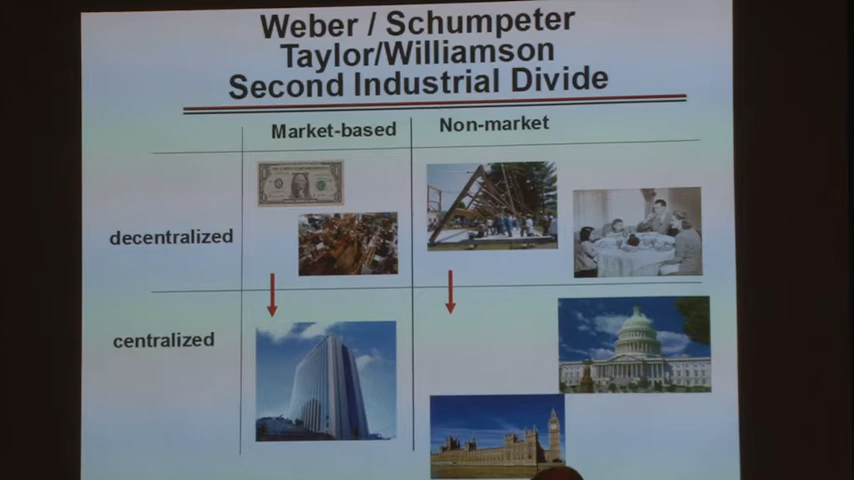 Weber / Schumpeter
Taylor/Williamson
Second Industrial Divide
Market-based
Non-market
decentralized
centralized